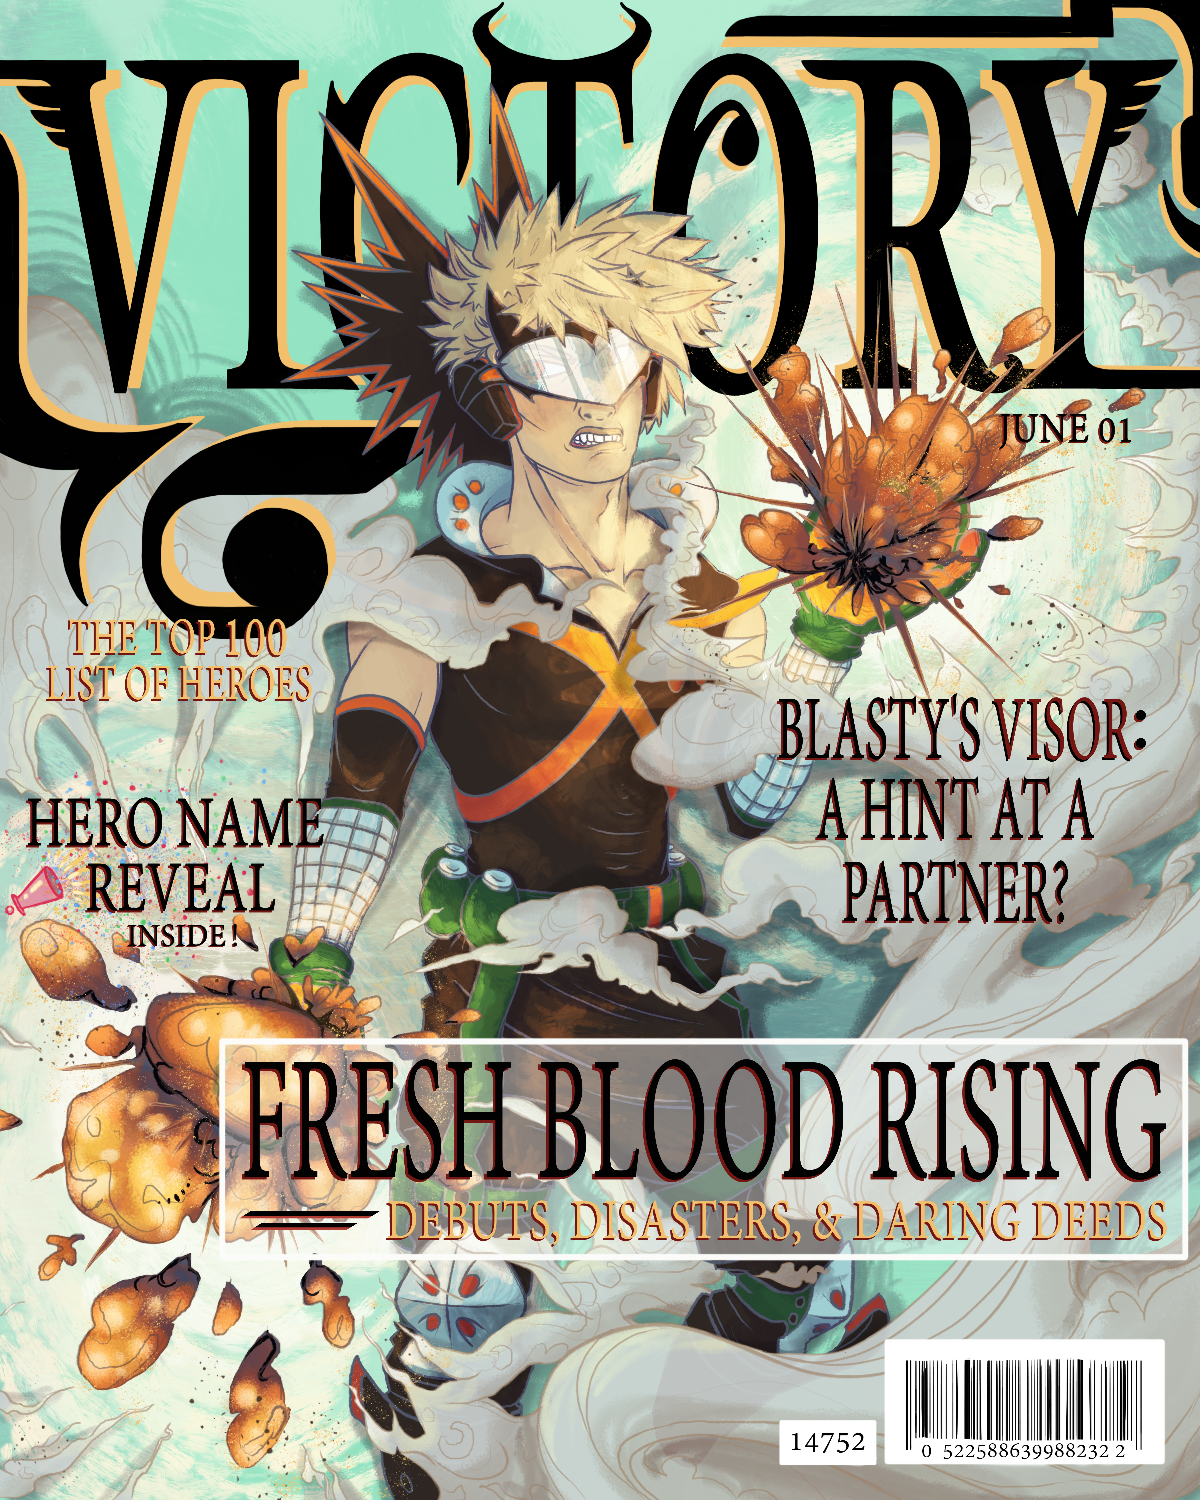 VICTORY
JUNE 01
THE TOP 100
LIST OF HEROES
BLASTY'S VISOR:
A HINT AT A
PARTNER?
HERO NAME
REVEAL
INSIDE!
FRESH BLOOD RISING
DEBUTS, DISASTERS, & DARING DEEDS
14752
0 522588639988232 2